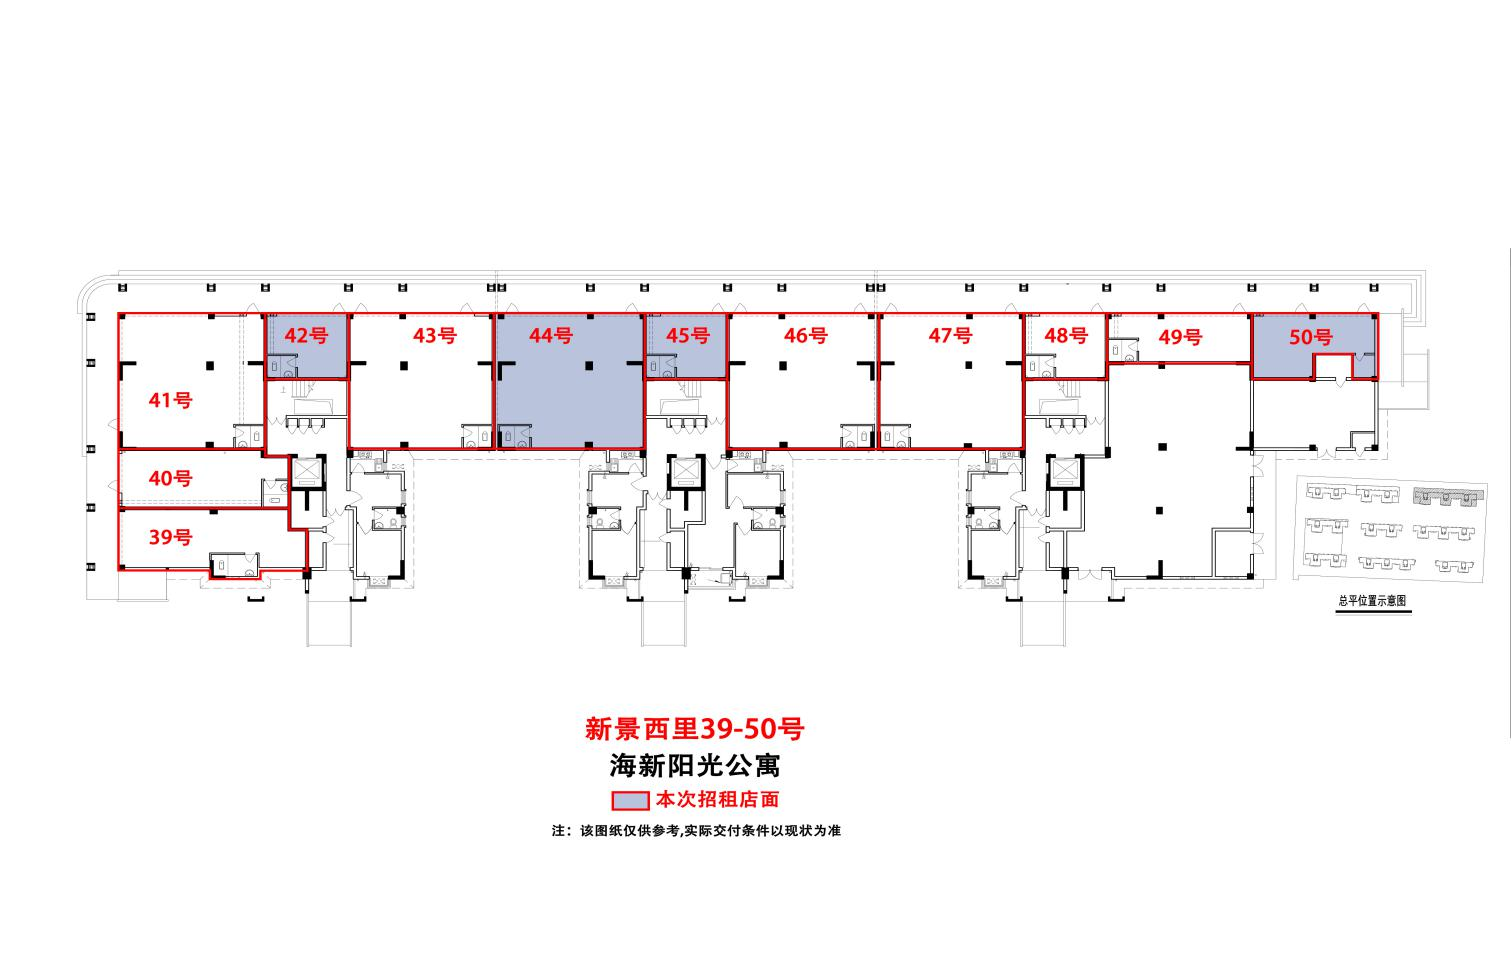 42号
43号
44号
45号
46号
47号
48号
49号
50号
41号
40号
39号
总平位置示意图
新景西里39-50号
海新阳光公寓
本次招租店面
注：该图纸仅供参考,实际交付条件以现状为准